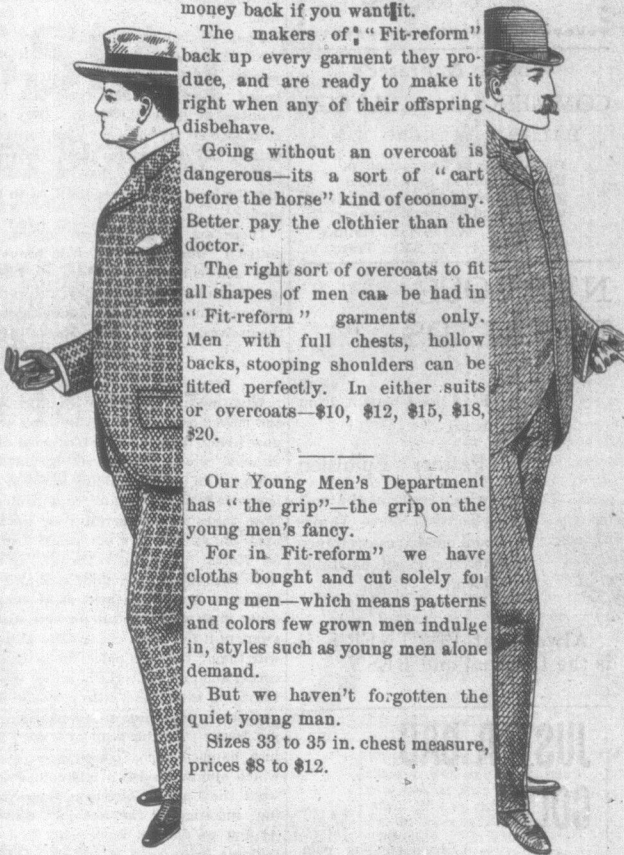 money back if you want it.
The makers of "Fit-reform"
back up every garment they pro-
duce, and are ready to make it
right when any of their offspring
disbehave.
Going without an overcoat is
dangerous—its a sort of "cart
before the horse" kind of economy.
Better pay the clothier than the
doctor.
The right sort of overcoats to fit
all shapes of men can be had in
"Fit-reform" garments only.
Men with full chests, hollow
backs, stooping shoulders can be
fitted perfectly. In either suits
or overcoats—$10, $12, $15, $18,
$20.
Our Young Men's Department
has "the grip"—the grip on the
young men's fancy.
For in Fit-reform" we have
cloths bought and cut solely for
young men—which means patterns
and colors few grown men indulge
in, styles such as young men alone
demand.
But we haven't forgotten the
quiet young man.
Sizes 33 to 35 in. chest measure,
prices $8 to $12.